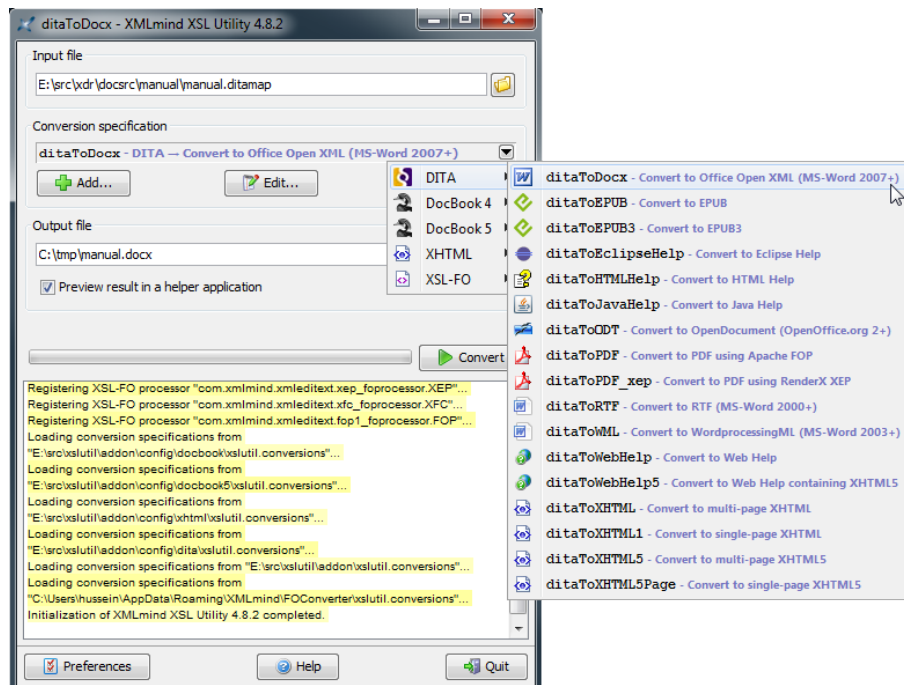 ditaToDocx - XMLmind XSL Utility 4.8.2
Input file
E:\src\xdr\docsrc\manual\manual.ditamap
Conversion specification
ditaToDocx - DITA → Convert to Office Open XML (MS-Word 2007+)
Add...
Edit...
Output file
C:\tmp\manual.docx
Preview result in a helper application
Convert
DITA
DocBook 4
DocBook 5
XHTML
XSL-FO
ditaToDocx - Convert to Office Open XML (MS-Word 2007+)
ditaToEPUB - Convert to EPUB
ditaToEPUB3 - Convert to EPUB3
ditaToEclipseHelp - Convert to Eclipse Help
ditaToHTMLHelp - Convert to HTML Help
ditaToJavaHelp - Convert to Java Help
ditaToODT - Convert to OpenDocument (OpenOffice.org 2+)
ditaToPDF - Convert to PDF using Apache FOP
ditaToPDF_xep - Convert to PDF using RenderX XEP
ditaToRTF - Convert to RTF (MS-Word 2000+)
ditaToWML - Convert to WordprocessingML (MS-Word 2003+)
ditaToWebHelp - Convert to Web Help
ditaToWebHelp5 - Convert to Web Help containing XHTML5
ditaToXHTML - Convert to multi-page XHTML
ditaToXHTML1 - Convert to single-page XHTML
ditaToXHTML5 - Convert to multi-page XHTML5
ditaToXHTML5Page - Convert to single-page XHTML5
Registering XSL-FO processor "com.xmlmind.xmleditext.xep_foprocessor.XEP"...
Registering XSL-FO processor "com.xmlmind.xmleditext.xfc_foprocessor.XFC"...
Registering XSL-FO processor "com.xmlmind.xmleditext.fop1_foprocessor.FOP"...
Loading conversion specifications from
"E:\src\xslutil\addon\config\docbook\xslutil.conversions"...
Loading conversion specifications from
"E:\src\xslutil\addon\config\docbook5\xslutil.conversions"...
Loading conversion specifications from
"E:\src\xslutil\addon\config\xhtml\xslutil.conversions"...
Loading conversion specifications from
"E:\src\xslutil\addon\config\dita\xslutil.conversions"...
Loading conversion specifications from "E:\src\xslutil\addon\xslutil.conversions"...
Loading conversion specifications from
"C:\Users\hussein\AppData\Roaming\XMLmind\FOConverter\xslutil.conversions"...
Initialization of XMLmind XSL Utility 4.8.2 completed.
Preferences
Help
Quit